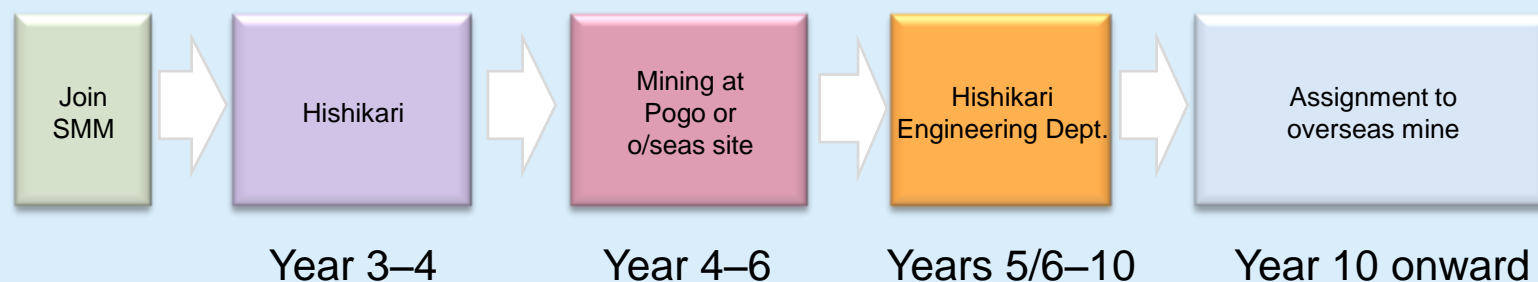 Join
SMM
Hishikari
Mining at
Pogo or
o/seas site
Hishikari
Engineering Dept.
Assignment to
overseas mine
Year 3–4
Year 4–6
Years 5/6–10
Year 10 onward